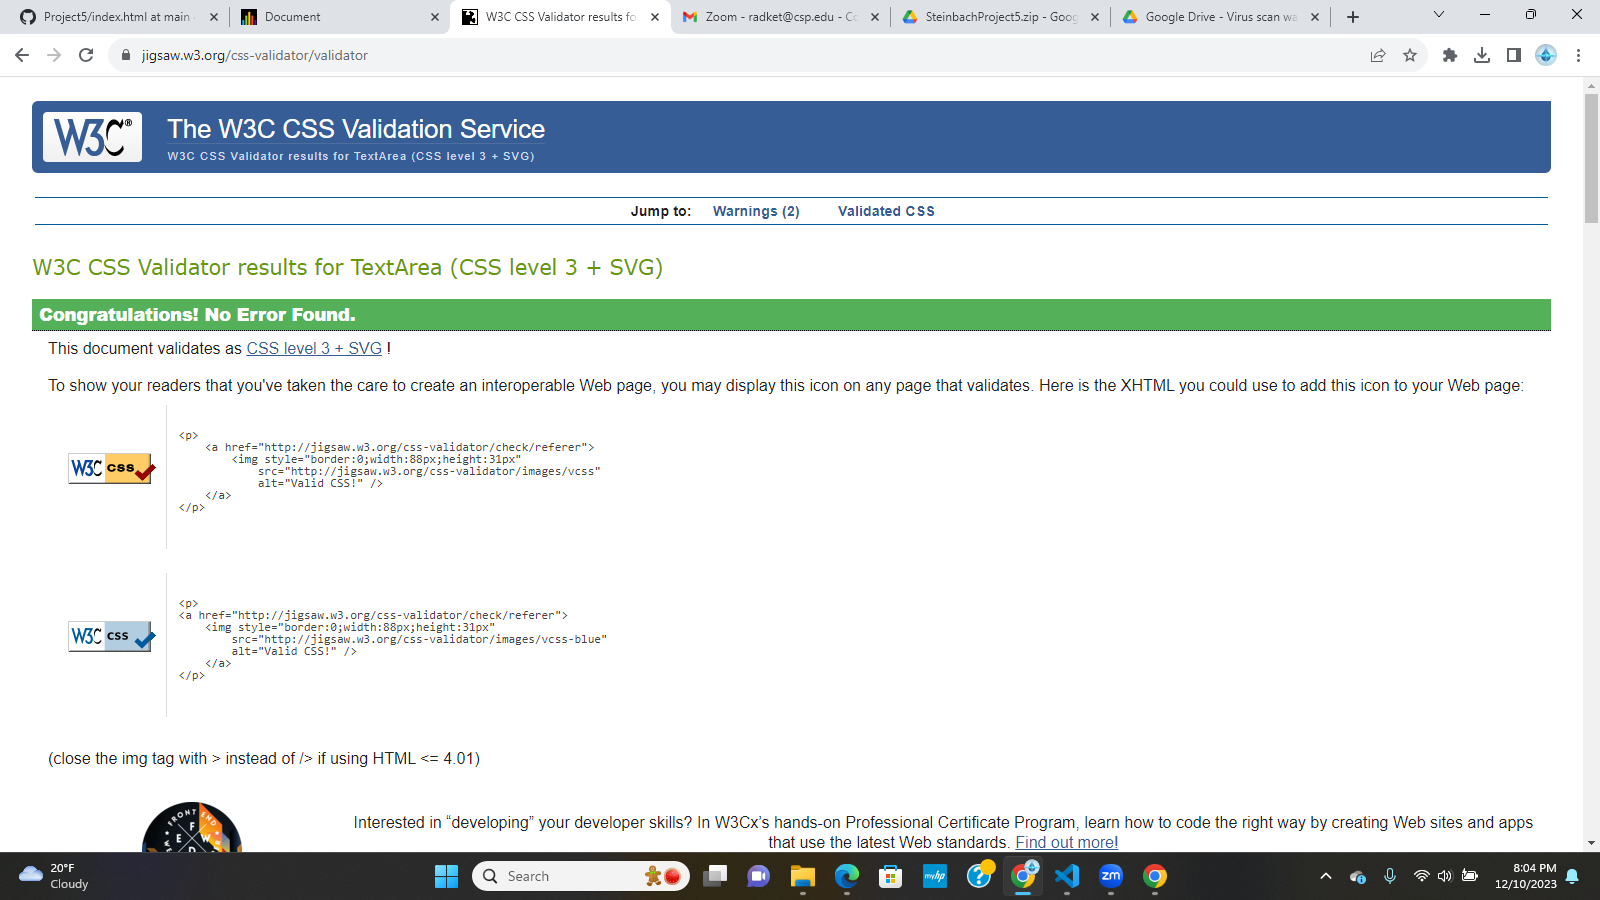 Project5/index.html at main
Document
W3C CSS Validator results fo
Zoom - radket@csp.edu - Co
SteinbachProject5.zip - Goog
Google Drive - Virus scan wa
jigsaw.w3.org/css-validator/validator
W3C®
The W3C CSS Validation Service
W3C CSS Validator results for TextArea (CSS level 3 + SVG)
Jump to: Warnings (2) Validated CSS
W3C CSS Validator results for TextArea (CSS level 3 + SVG)
Congratulations! No Error Found.
This document validates as CSS level 3 + SVG !
To show your readers that you've taken the care to create an interoperable Web page, you may display this icon on any page that validates. Here is the XHTML you could use to add this icon to your Web page:
<p>
<a href="http://jigsaw.w3.org/css-validator/check/referer">
<img style="border:0;width:88px;height:31px"
src="http://jigsaw.w3.org/css-validator/images/vcss"
alt="Valid CSS!" />
</a>
</p>
W3C css
<p>
<a href="http://jigsaw.w3.org/css-validator/check/referer">
<img style="border:0;width:88px;height:31px"
src="http://jigsaw.w3.org/css-validator/images/vcss-blue"
alt="Valid CSS!" />
</a>
</p>
W3C css
(close the img tag with > instead of /> if using HTML <= 4.01)
FRONT END
F
E W
Interested in “developing” your developer skills? In W3Cx’s hands-on Professional Certificate Program, learn how to code the right way by creating Web sites and apps
that use the latest Web standards. Find out more!
20°F
Cloudy
Search
myhp
zm
8:04 PM
12/10/2023